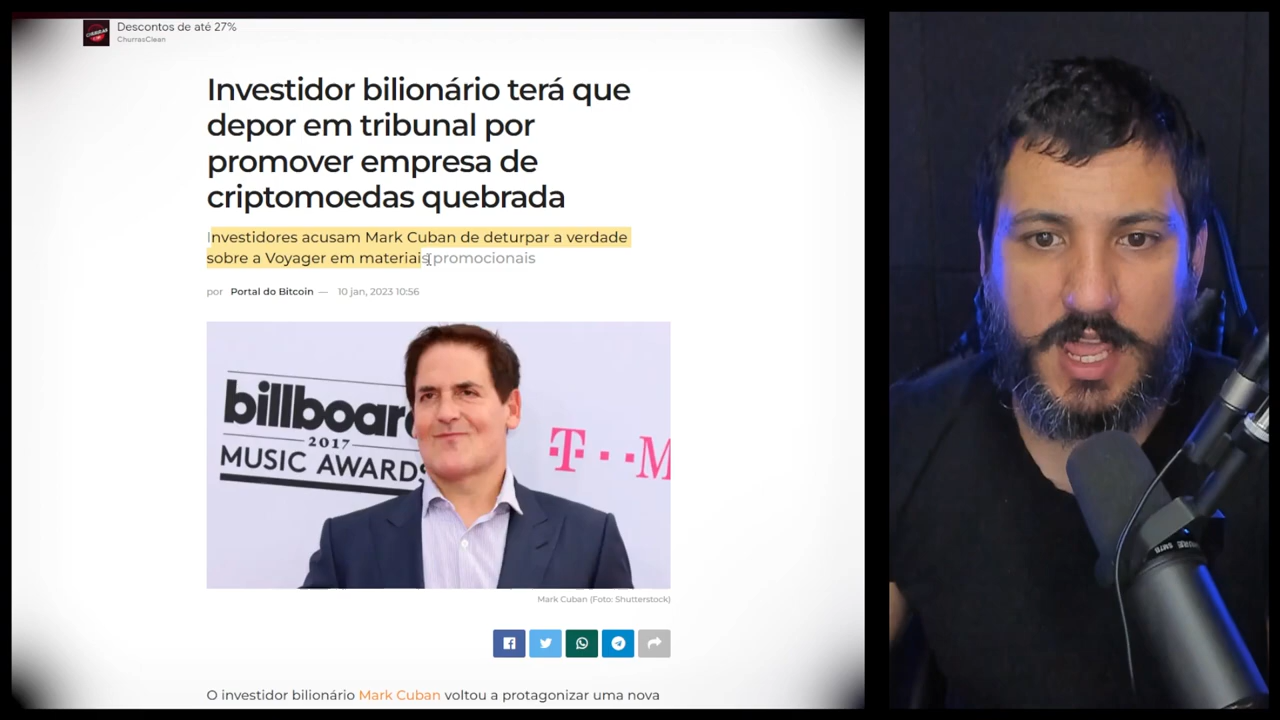 Descontos de até 27%
ChurrasClean
Investidor bilionário terá que
depor em tribunal por
promover empresa de
criptomoedas quebrada
Investidores acusam Mark Cuban de deturpar a verdade
sobre a Voyager em materiais promocionais
por Portal do Bitcoin — 10 jan, 2023 10:56
billboard
2017
MUSIC AWARDS
T · · M
Mark Cuban (Foto: Shutterstock)
O investidor bilionário Mark Cuban voltou a protagonizar uma nova